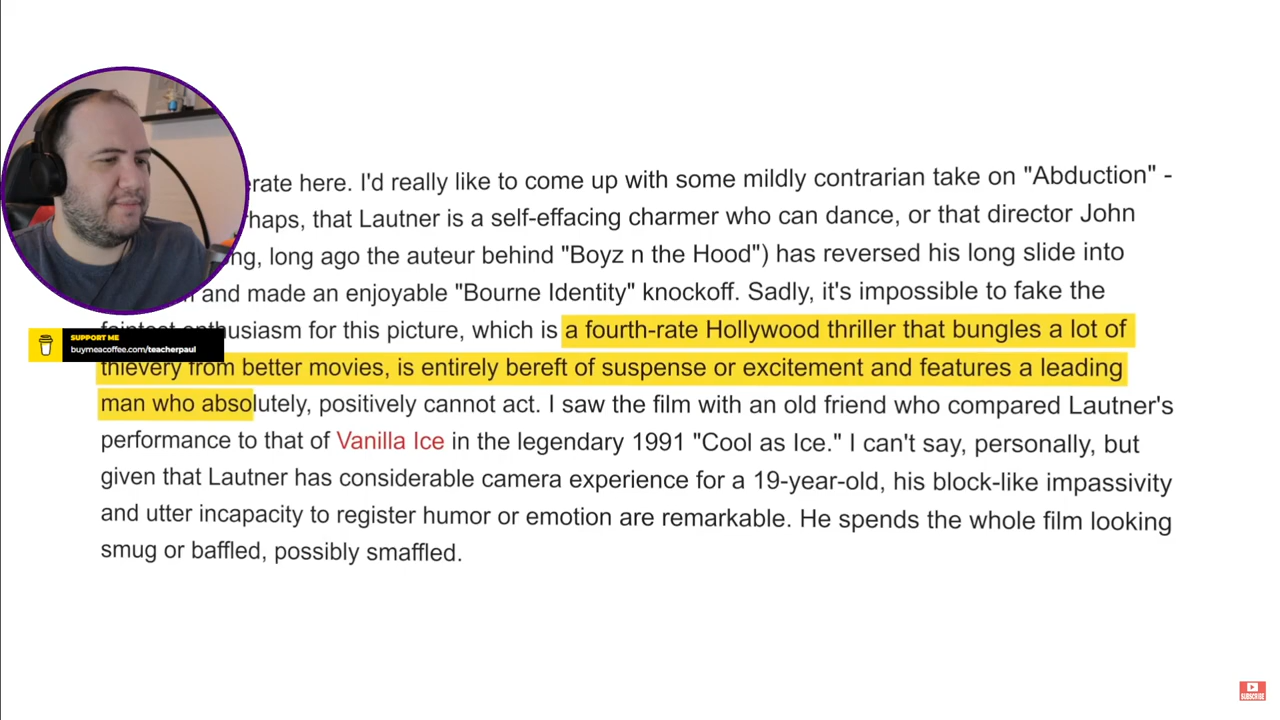 erate here. I'd really like to come up with some mildly contrarian take on "Abduction" -
haps, that Lautner is a self-effacing charmer who can dance, or that director John
ng, long ago the auteur behind "Boyz n the Hood") has reversed his long slide into
and made an enjoyable "Bourne Identity" knockoff. Sadly, it's impossible to fake the
faintest enthusiasm for this picture, which is a fourth-rate Hollywood thriller that bungles a lot of
SUPPORT ME
buymeacoffee.com/teacherpaul
thievery from better movies, is entirely bereft of suspense or excitement and features a leading
man who absolutely, positively cannot act. I saw the film with an old friend who compared Lautner's
performance to that of Vanilla Ice in the legendary 1991 "Cool as Ice." I can't say, personally, but
given that Lautner has considerable camera experience for a 19-year-old, his block-like impassivity
and utter incapacity to register humor or emotion are remarkable. He spends the whole film looking
smug or baffled, possibly smaffled.
SUBSCRIBE